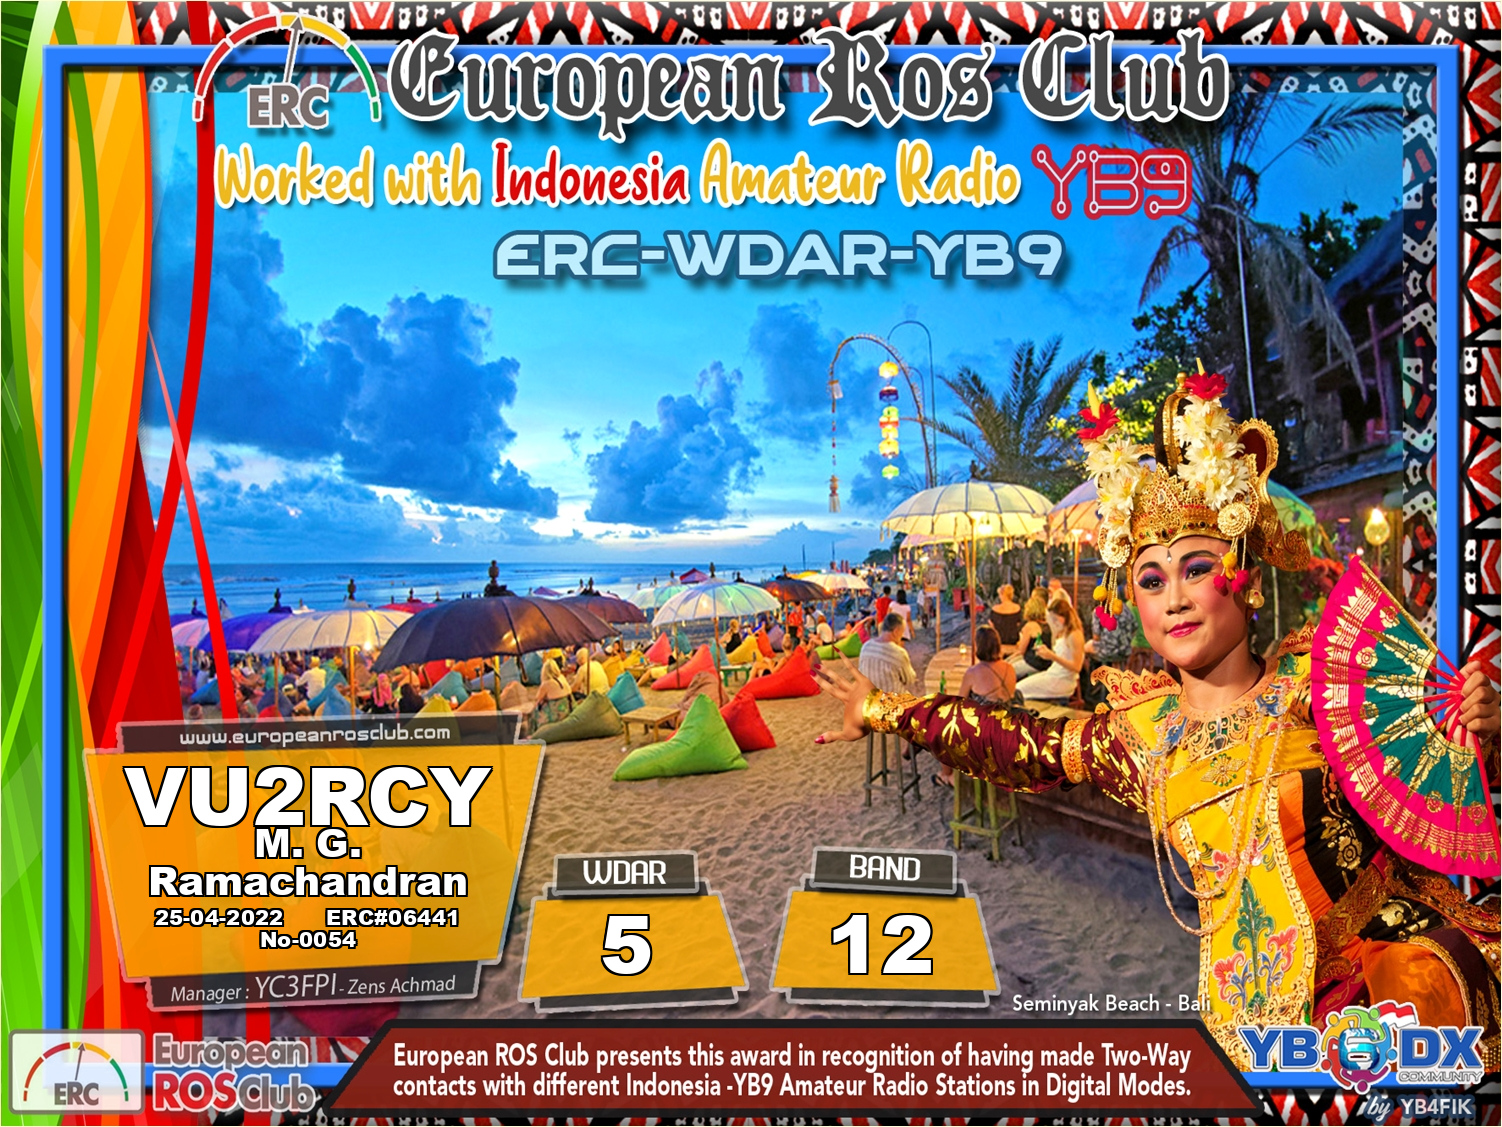 ERC
European Ros Club
Worked with Indonesia Amateur Radio YB9
ERC-WDAR-YB9
www.europeanrosclub.com
VU2RCY
M. G.
Ramachandran
25-04-2022 ERC#06441
No-0054
Manager : YC3FPI - Zens Achmad
WDAR
5
BAND
12
Seminyak Beach - Bali
ERC
European
ROSClub
European ROS Club presents this award in recognition of having made Two-Way
contacts with different Indonesia -YB9 Amateur Radio Stations in Digital Modes.
YB DX
COMMUNITY
by YB4FIK